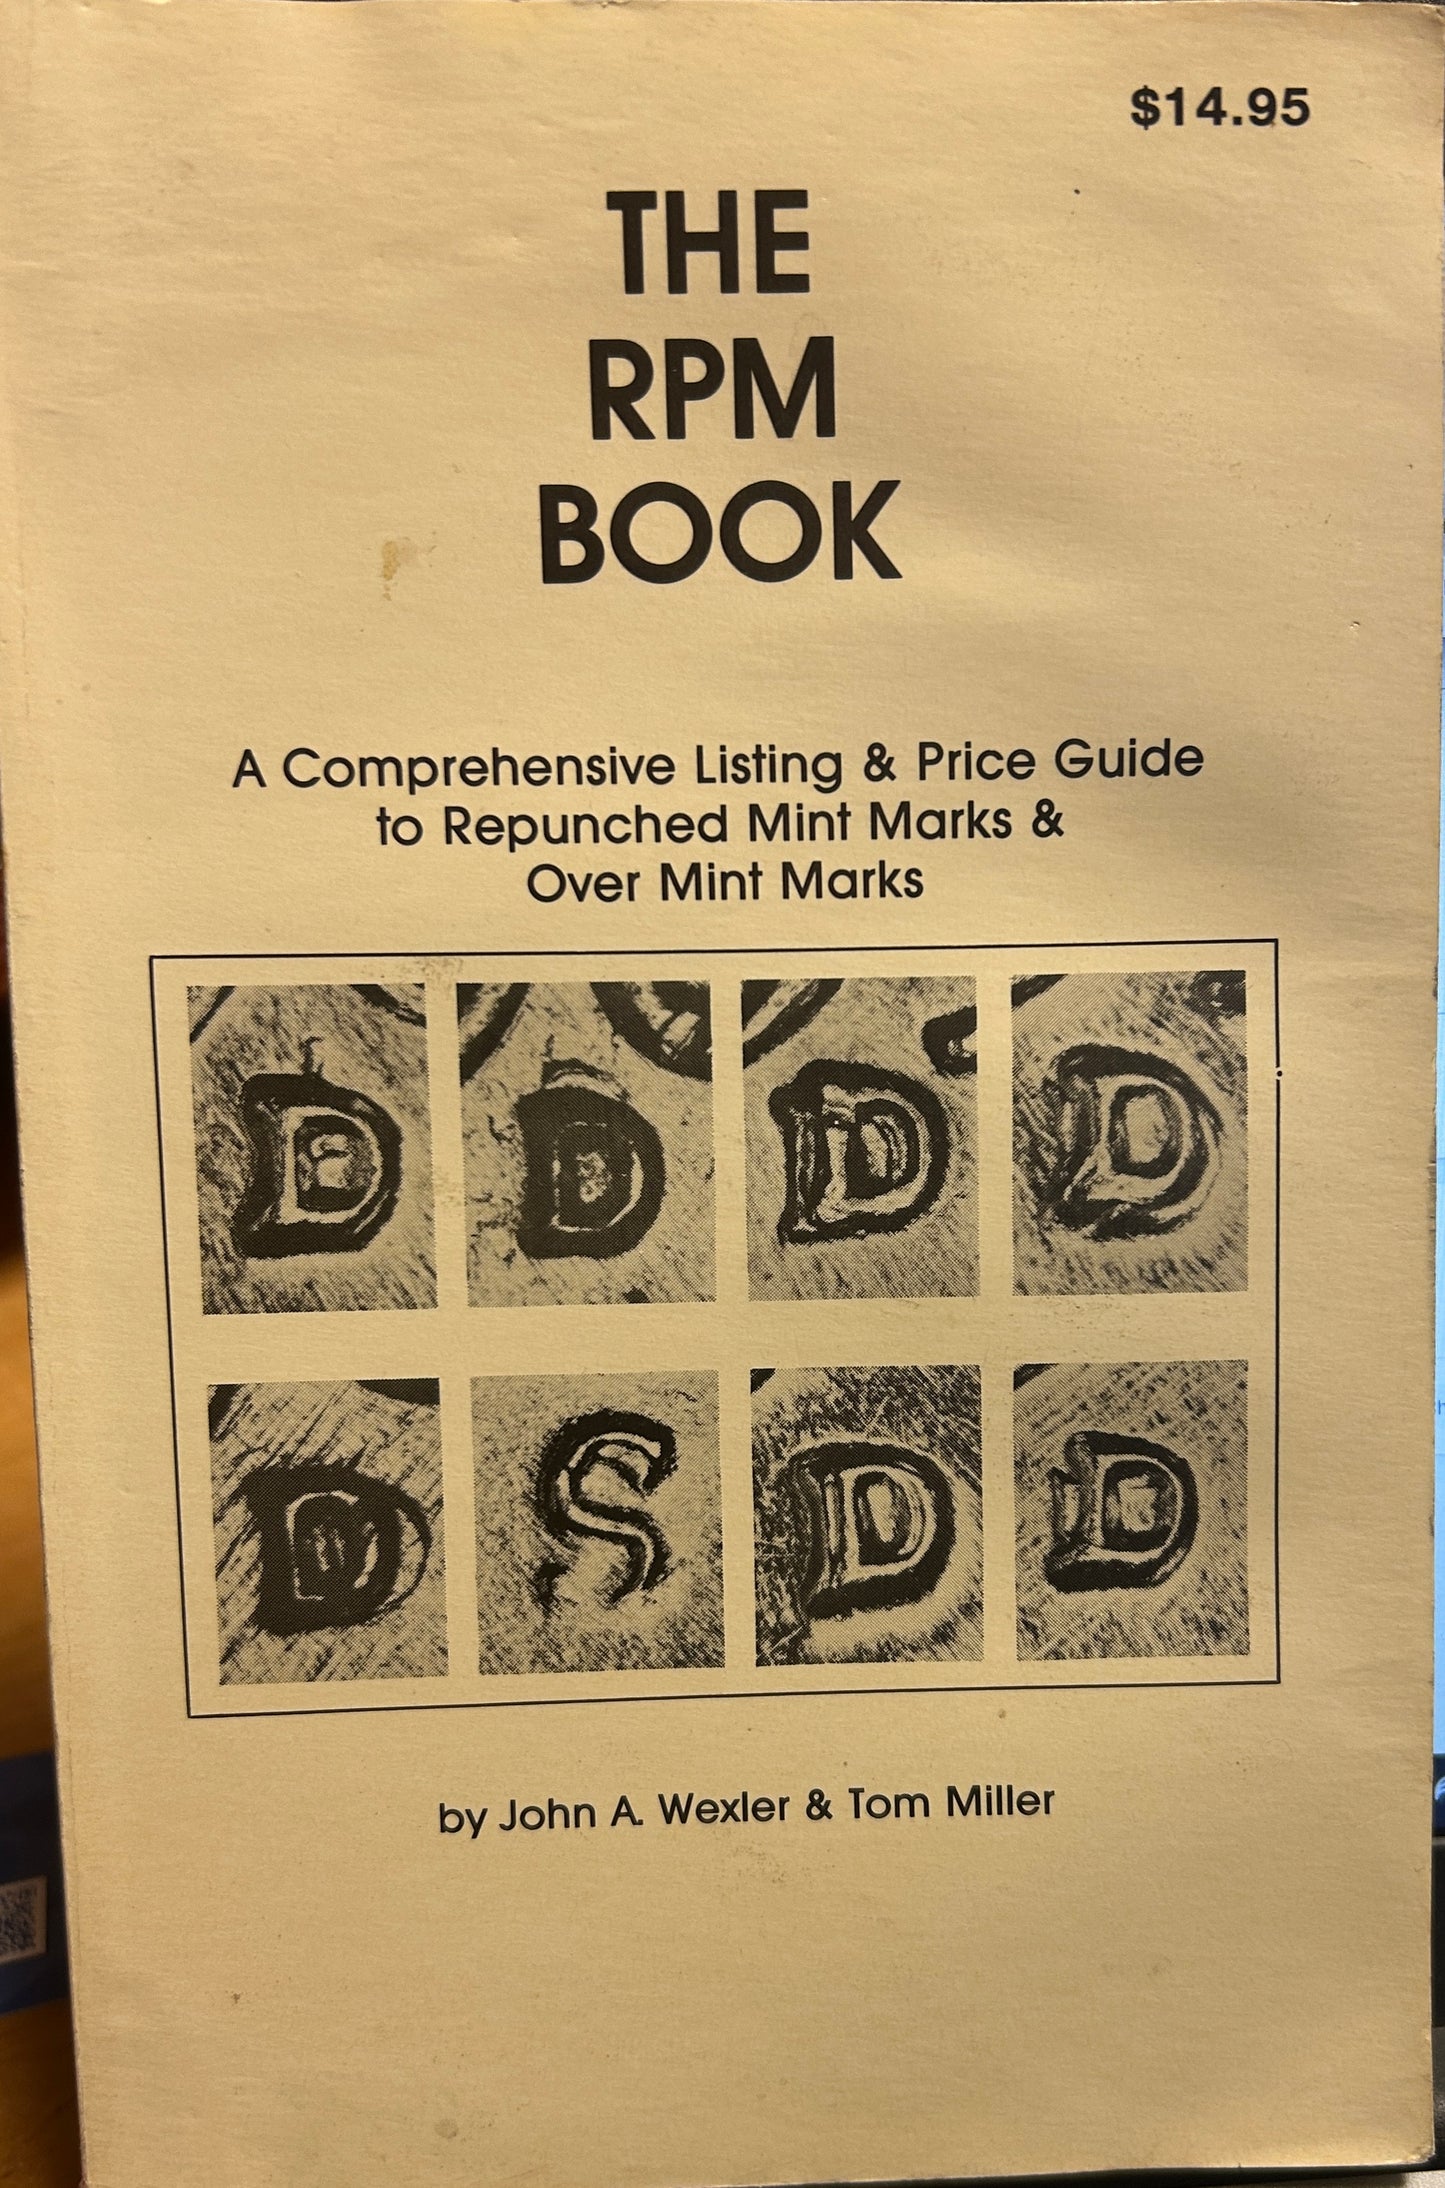 $14.95
THE
RPM
BOOK
A Comprehensive Listing & Price Guide
to Repunched Mint Marks &
Over Mint Marks
D D D D
D S D D
by John A. Wexler & Tom Miller